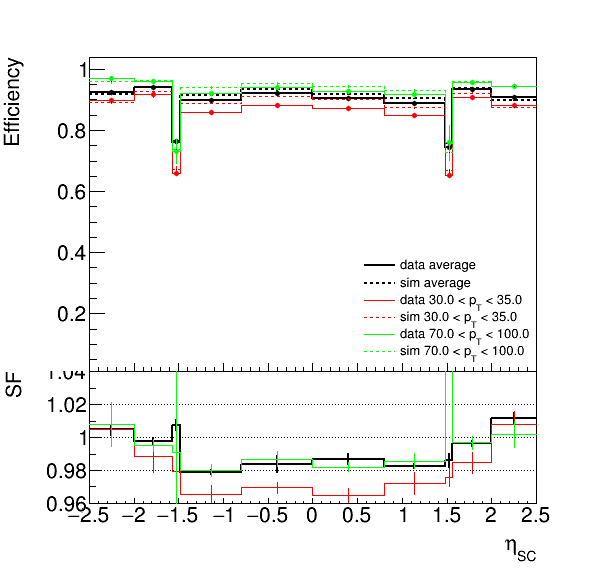 Efficiency
1
0.8
0.6
0.4
0.2
data average
sim average
data 30.0 < p_T < 35.0
sim 30.0 < p_T < 35.0
data 70.0 < p_T < 100.0
sim 70.0 < p_T < 100.0
SF
1.04
1.02
1
0.98
0.96
−2.5 −2 −1.5 −1 −0.5 0 0.5 1 1.5 2 2.5
η_SC